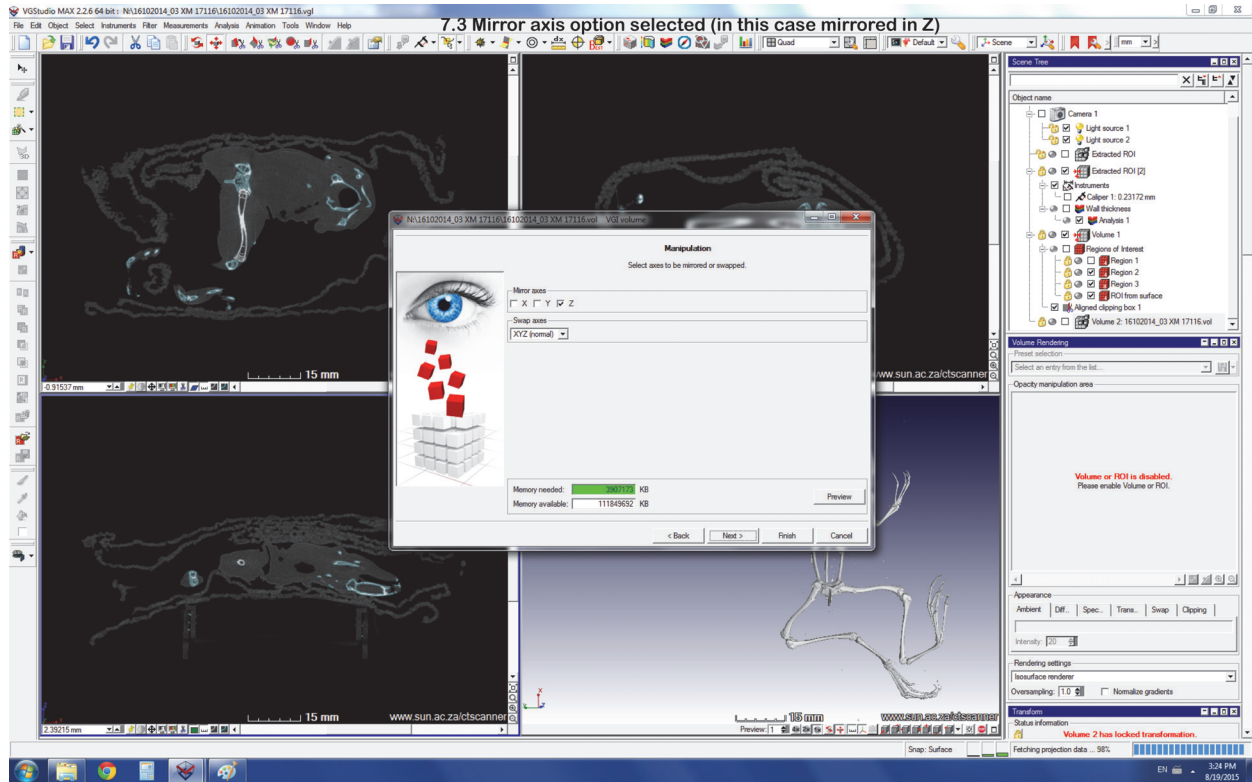 VGStudio MAX 2.2.6 64 bit : N:\16102014_03 XM 17116\16102014_03 XM 17116.vgl
File Edit Object Select Instruments Filter Measurements Analysis Animation Tools Window Help
7.3 Mirror axis option selected (in this case mirrored in Z)
Quad
Default
Scene
mm
Scene Tree
Object name
Camera 1
Light source 1
Light source 2
Extracted ROI
Extracted ROI [2]
Instruments
Caliper 1: 0.23172 mm
Wall thickness
Analysis 1
Volume 1
Regions of Interest
Region 1
Region 2
Region 3
ROI from surface
Aligned clipping box 1
Volume 2: 16102014_03 XM 17116.vol
N:\16102014_03 XM 17116\16102014_03 XM 17116.vol VGI volume
Manipulation
Select axes to be mirrored or swapped.
Mirror axes
X Y Z
Swap axes
XYZ (normal)
Memory needed: 3907173 KB
Memory available: 111849692 KB
Preview
< Back Next > Finish Cancel
15 mm
www.sun.ac.za/ctscanner
-0.91537 mm
Volume Rendering
Preset selection
Select an entry from the list...
Opacity manipulation area
Volume or ROI is disabled.
Please enable Volume or ROI.
Appearance
Ambient Diff.. Spec... Trans.. Swap Clipping
Intensity: 20
Rendering settings
Isosurface renderer
Oversampling: 1.0 Normalize gradients
Transform
Status information
Volume 2 has locked transformation.
15 mm www.sun.ac.za/ctscanner
2.39215 mm
x
15 mm www.sun.ac.za/ctscanner
Preview: 1
Snap: Surface
Fetching projection data ... 98%
EN
3:24 PM
8/19/2015